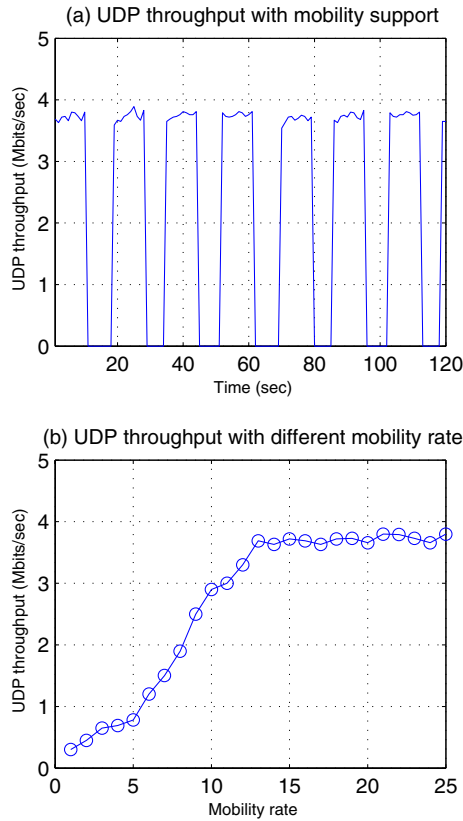 (a) UDP throughput with mobility support
5
4
3
2
1
0
UDP throughput (Mbits/sec)
20 40 60 80 100 120
Time (sec)
(b) UDP throughput with different mobility rate
5
4
3
2
1
0
UDP throughput (Mbits/sec)
0 5 10 15 20 25
Mobility rate